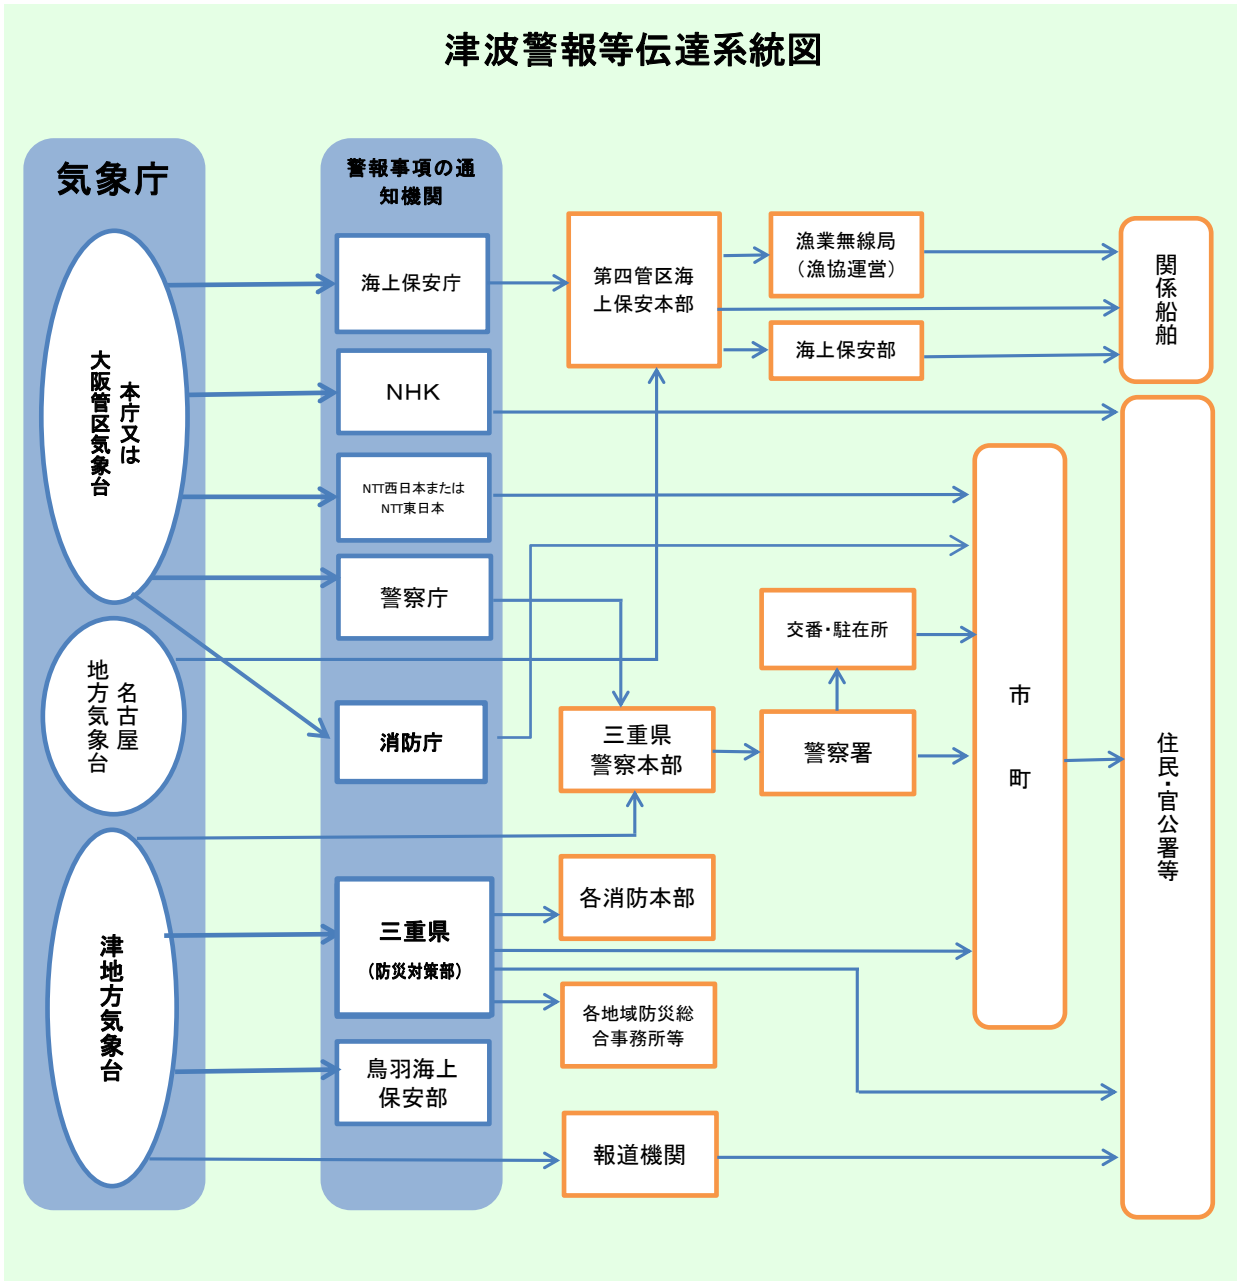 津波警報等伝達系統図
気象庁
本庁又は
大阪管区気象台
名古屋
地方気象台
津地方気象台
警報事項の通
知機関
海上保安庁
NHK
NTT西日本または
NTT東日本
警察庁
消防庁
三重県
(防災対策部)
鳥羽海上
保安部
第四管区海
上保安本部
漁業無線局
(漁協運営)
海上保安部
三重県
警察本部
交番・駐在所
警察署
各消防本部
各地域防災総
合事務所等
報道機関
市町
関係船舶
住民・官公署等